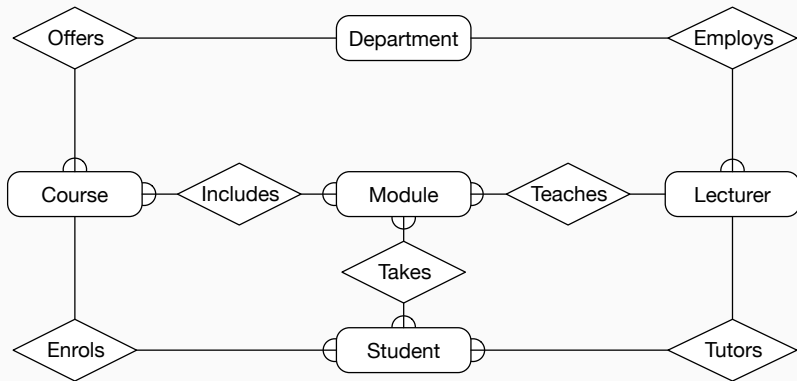 Offers
Department
Employs
Course
Includes
Module
Teaches
Lecturer
Takes
Enrols
Student
Tutors